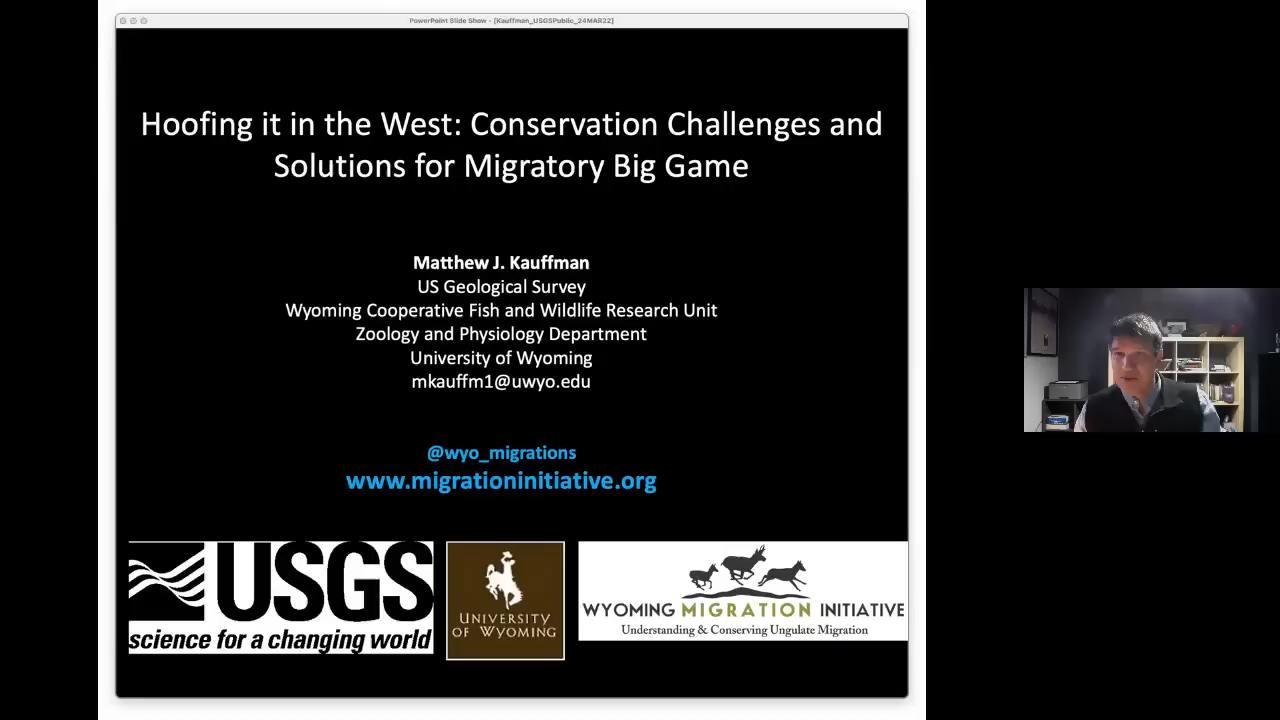 PowerPoint Slide Show - [Kauffman_USGSPublic_24MAR22]
Hoofing it in the West: Conservation Challenges and
Solutions for Migratory Big Game
Matthew J. Kauffman
US Geological Survey
Wyoming Cooperative Fish and Wildlife Research Unit
Zoology and Physiology Department
University of Wyoming
mkauffm1@uwyo.edu
@wyo_migrations
www.migrationinitiative.org
USGS
science for a changing world
UNIVERSITY
OF WYOMING
WYOMING MIGRATION INITIATIVE
Understanding & Conserving Ungulate Migration